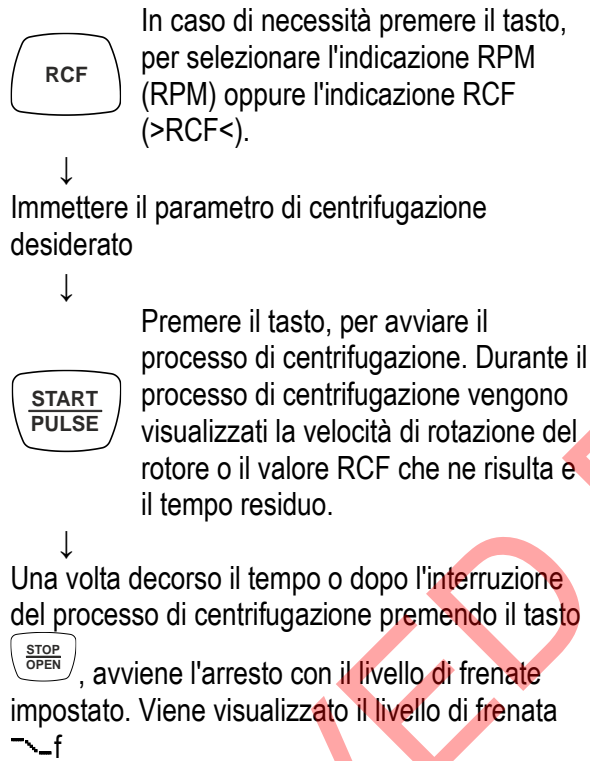 In caso di necessità premere il tasto,
per selezionare l'indicazione RPM
RCF
(RPM) oppure l'indicazione RCF
(>RCF<).
↓
Immettere il parametro di centrifugazione
desiderato
↓
Premere il tasto, per avviare il
processo di centrifugazione. Durante il
START
PULSE
processo di centrifugazione vengono
visualizzati la velocità di rotazione del
rotore o il valore RCF che ne risulta e
il tempo residuo.
↓
Una volta decorso il tempo o dopo l'interruzione
del processo di centrifugazione premendo il tasto
STOP
OPEN
, avviene l'arresto con il livello di frenate
impostato. Viene visualizzato il livello di frenata
f